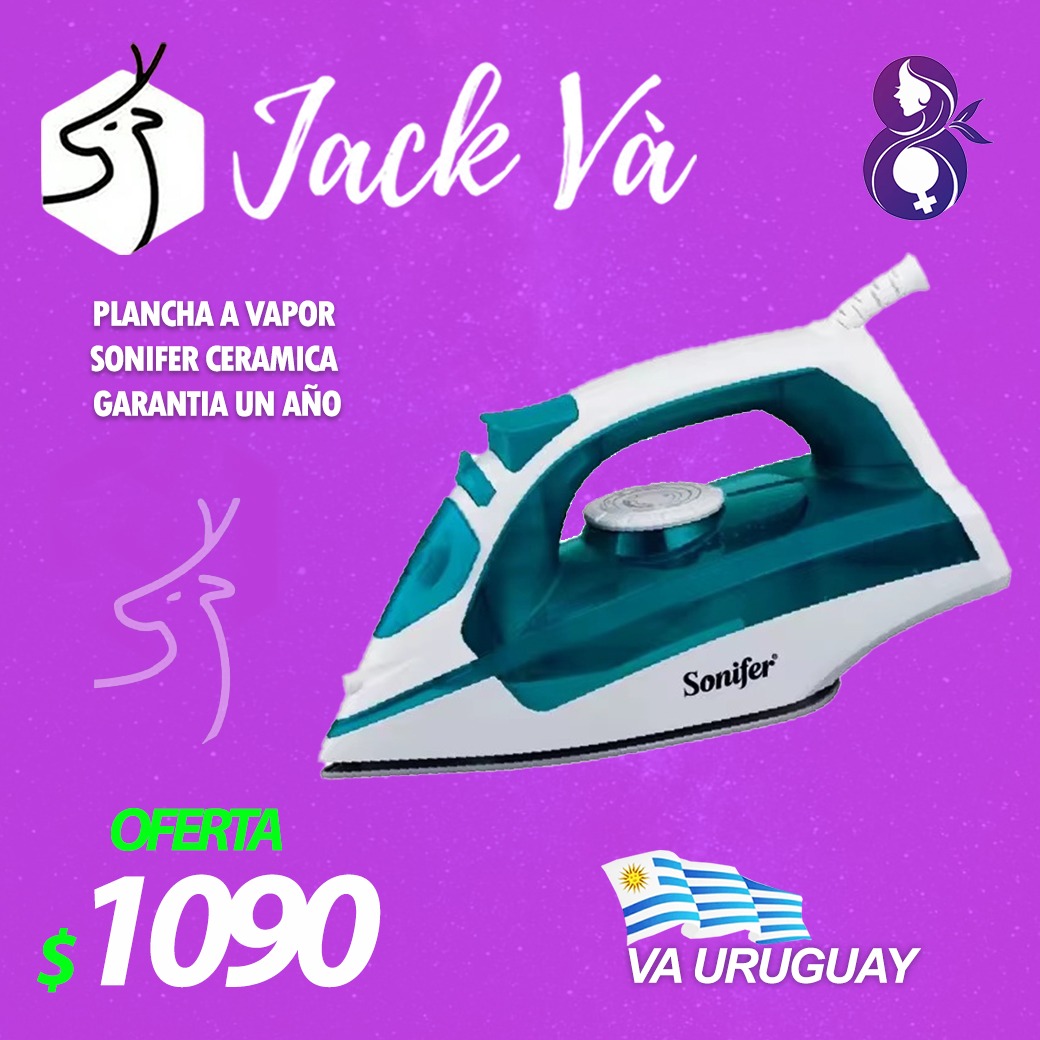 Jack Và
PLANCHA A VAPOR
SONIFER CERAMICA
GARANTIA UN AÑO
Sonifer®
OFERTA
$1090
VA URUGUAY